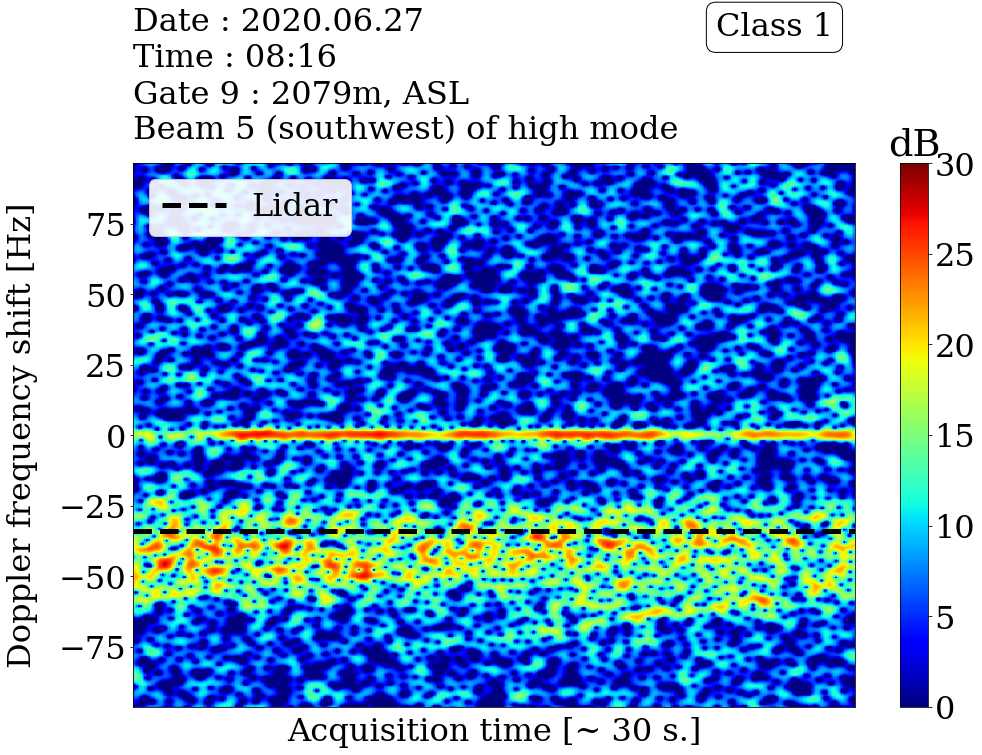 Date : 2020.06.27
Time : 08:16
Gate 9 : 2079m, ASL
Beam 5 (southwest) of high mode
Class 1
dB
Lidar
Doppler frequency shift [Hz]
75
50
25
0
−25
−50
−75
30
25
20
15
10
5
0
Acquisition time [~ 30 s.]